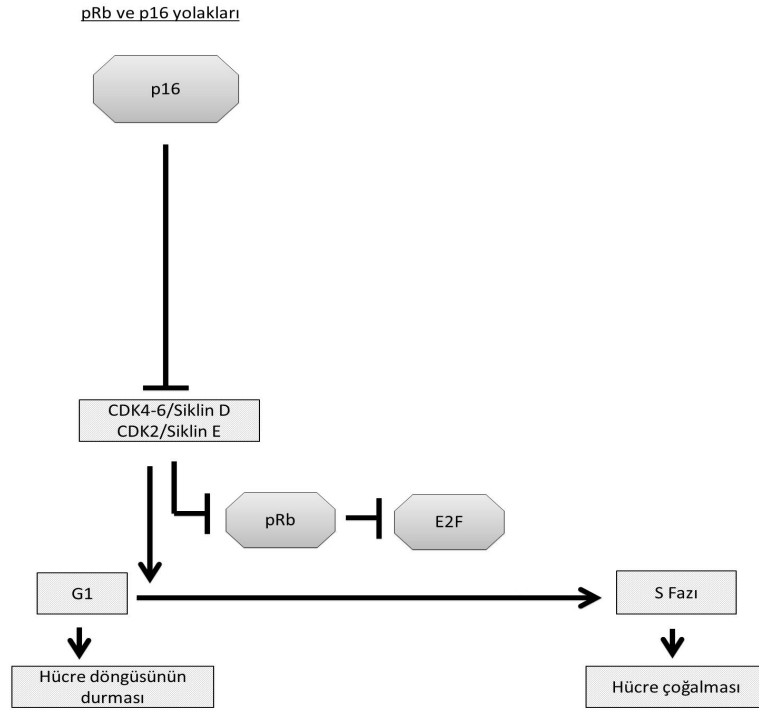 pRb ve p16 yolakları
p16
CDK4-6/Siklin D
CDK2/Siklin E
pRb
E2F
G1
S Fazı
Hücre döngüsünün
durması
Hücre çoğalması